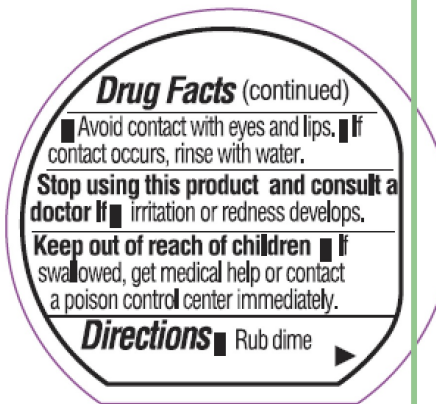 Drug Facts (continued)
■ Avoid contact with eyes and lips. ■ If
contact occurs, rinse with water.
Stop using this product and consult a
doctor If ■ irritation or redness develops.
Keep out of reach of children ■ If
swallowed, get medical help or contact
a poison control center immediately.
Directions ■ Rub dime ▶